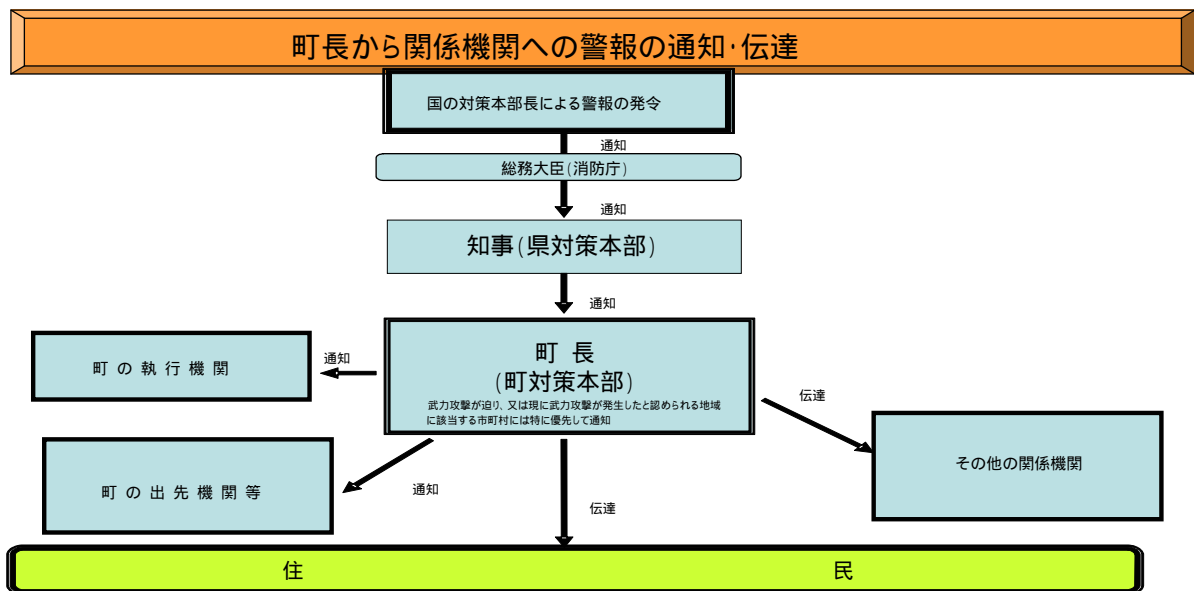 町長から関係機関への警報の通知・伝達
国の対策本部長による警報の発令
通知
総務大臣(消防庁)
通知
知事(県対策本部)
通知
町 長
(町対策本部)
武力攻撃が迫り、又は現に武力攻撃が発生したと認められる地域
に該当する市町村には特に優先して通知
通知
町 の 執 行 機 関
伝達
その他の関係機関
通知
町 の 出 先 機 関 等
伝達
住 民